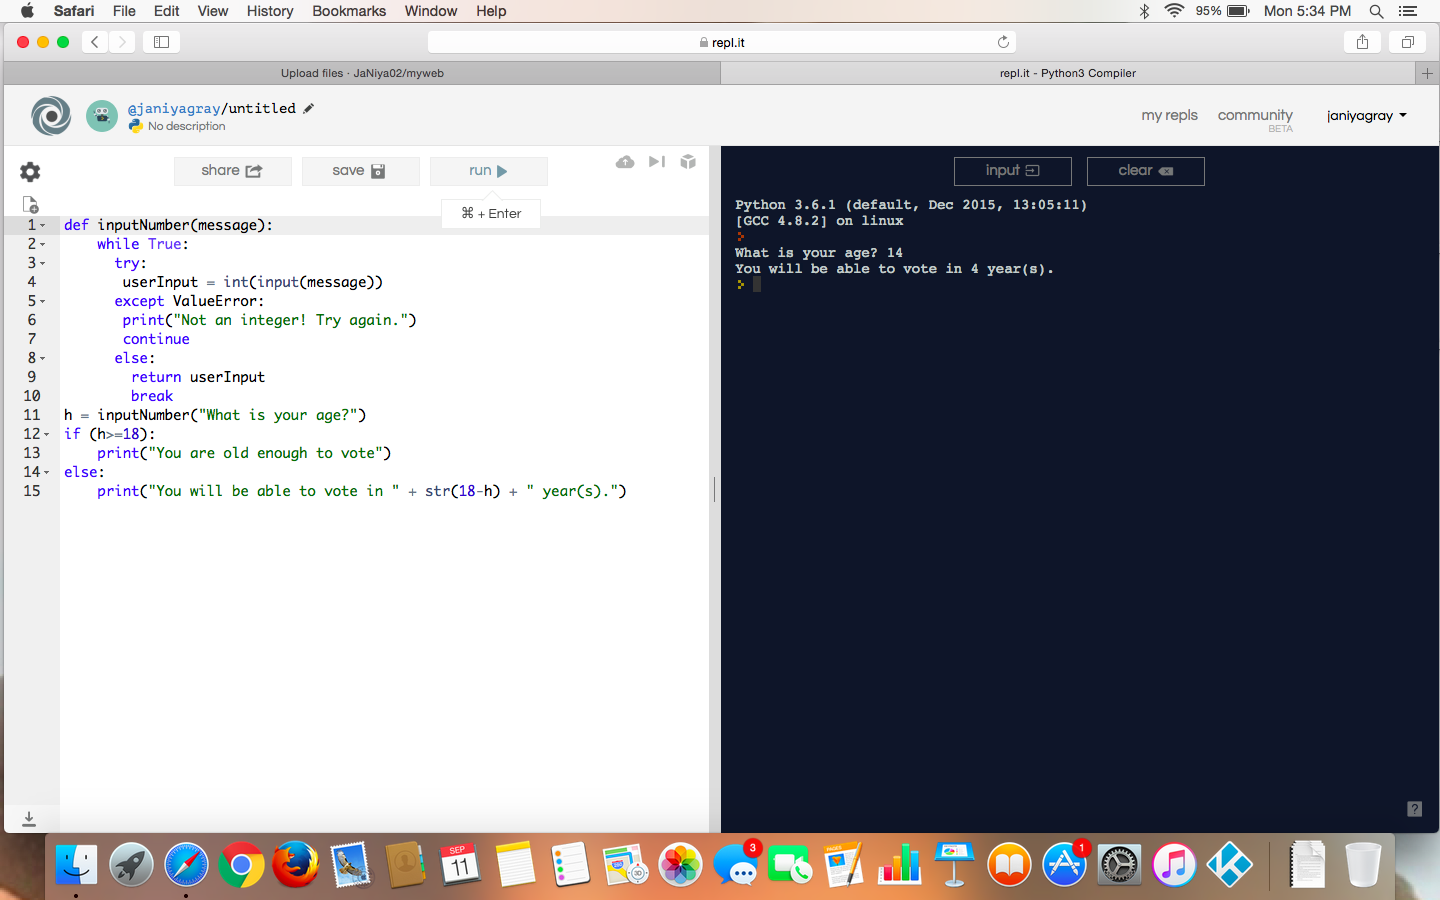 Safari File Edit View History Bookmarks Window Help 95% Mon 5:34 PM
repl.it
Upload files · JaNiya02/myweb
repl.it - Python3 Compiler
@janiyagray/untitled
No description
my repls community janiyagray
BETA
share save run
⌘ + Enter
input clear
1 def inputNumber(message):
2 while True:
3 try:
4 userInput = int(input(message))
5 except ValueError:
6 print("Not an integer! Try again.")
7 continue
8 else:
9 return userInput
10 break
11 h = inputNumber("What is your age?")
12 if (h>=18):
13 print("You are old enough to vote")
14 else:
15 print("You will be able to vote in " + str(18-h) + " year(s).")
Python 3.6.1 (default, Dec 2015, 13:05:11)
[GCC 4.8.2] on linux
What is your age? 14
You will be able to vote in 4 year(s).
?
SEP
11
3
PAGES
1